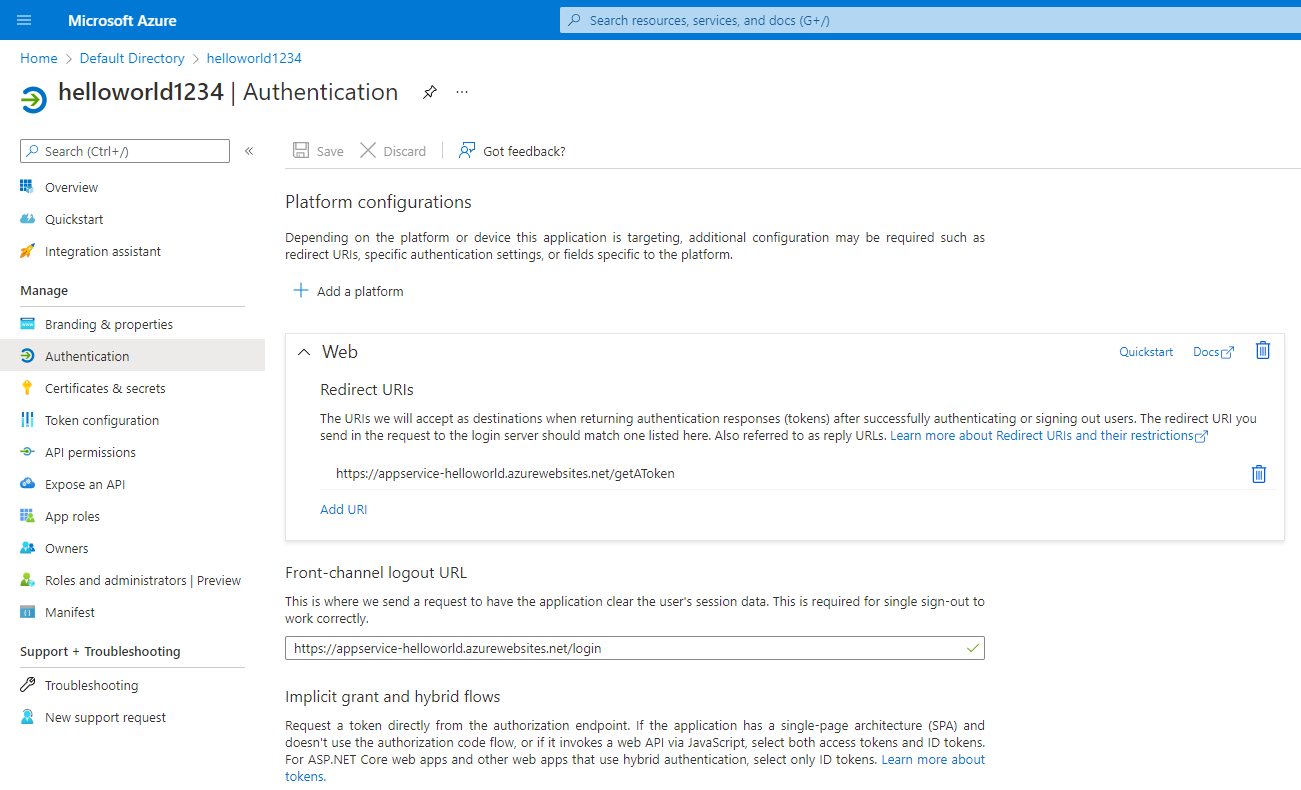 Microsoft Azure
Search resources, services, and docs (G+/)
Home > Default Directory > helloworld1234
helloworld1234 | Authentication
Search (Ctrl+/)
Overview
Quickstart
Integration assistant
Manage
Branding & properties
Authentication
Certificates & secrets
Token configuration
API permissions
Expose an API
App roles
Owners
Roles and administrators | Preview
Manifest
Support + Troubleshooting
Troubleshooting
New support request
Save Discard Got feedback?
Platform configurations
Depending on the platform or device this application is targeting, additional configuration may be required such as
redirect URIs, specific authentication settings, or fields specific to the platform.
Add a platform
Web Quickstart Docs
Redirect URIs
The URIs we will accept as destinations when returning authentication responses (tokens) after successfully authenticating or signing out users. The redirect URI you
send in the request to the login server should match one listed here. Also referred to as reply URLs. Learn more about Redirect URIs and their restrictions
https://appservice-helloworld.azurewebsites.net/getAToken
Add URI
Front-channel logout URL
This is where we send a request to have the application clear the user's session data. This is required for single sign-out to
work correctly.
https://appservice-helloworld.azurewebsites.net/login
Implicit grant and hybrid flows
Request a token directly from the authorization endpoint. If the application has a single-page architecture (SPA) and
doesn't use the authorization code flow, or if it invokes a web API via JavaScript, select both access tokens and ID tokens.
For ASP.NET Core web apps and other web apps that use hybrid authentication, select only ID tokens. Learn more about
tokens.